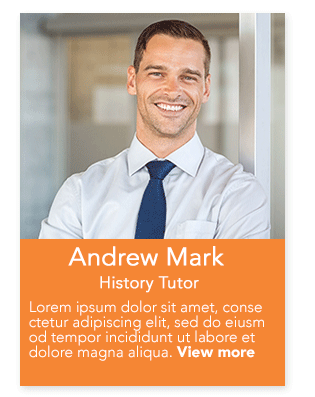 Andrew Mark
History Tutor
Lorem ipsum dolor sit amet, conse
ctetur adipiscing elit, sed do eiusm
od tempor incididunt ut labore et
dolore magna aliqua. View more